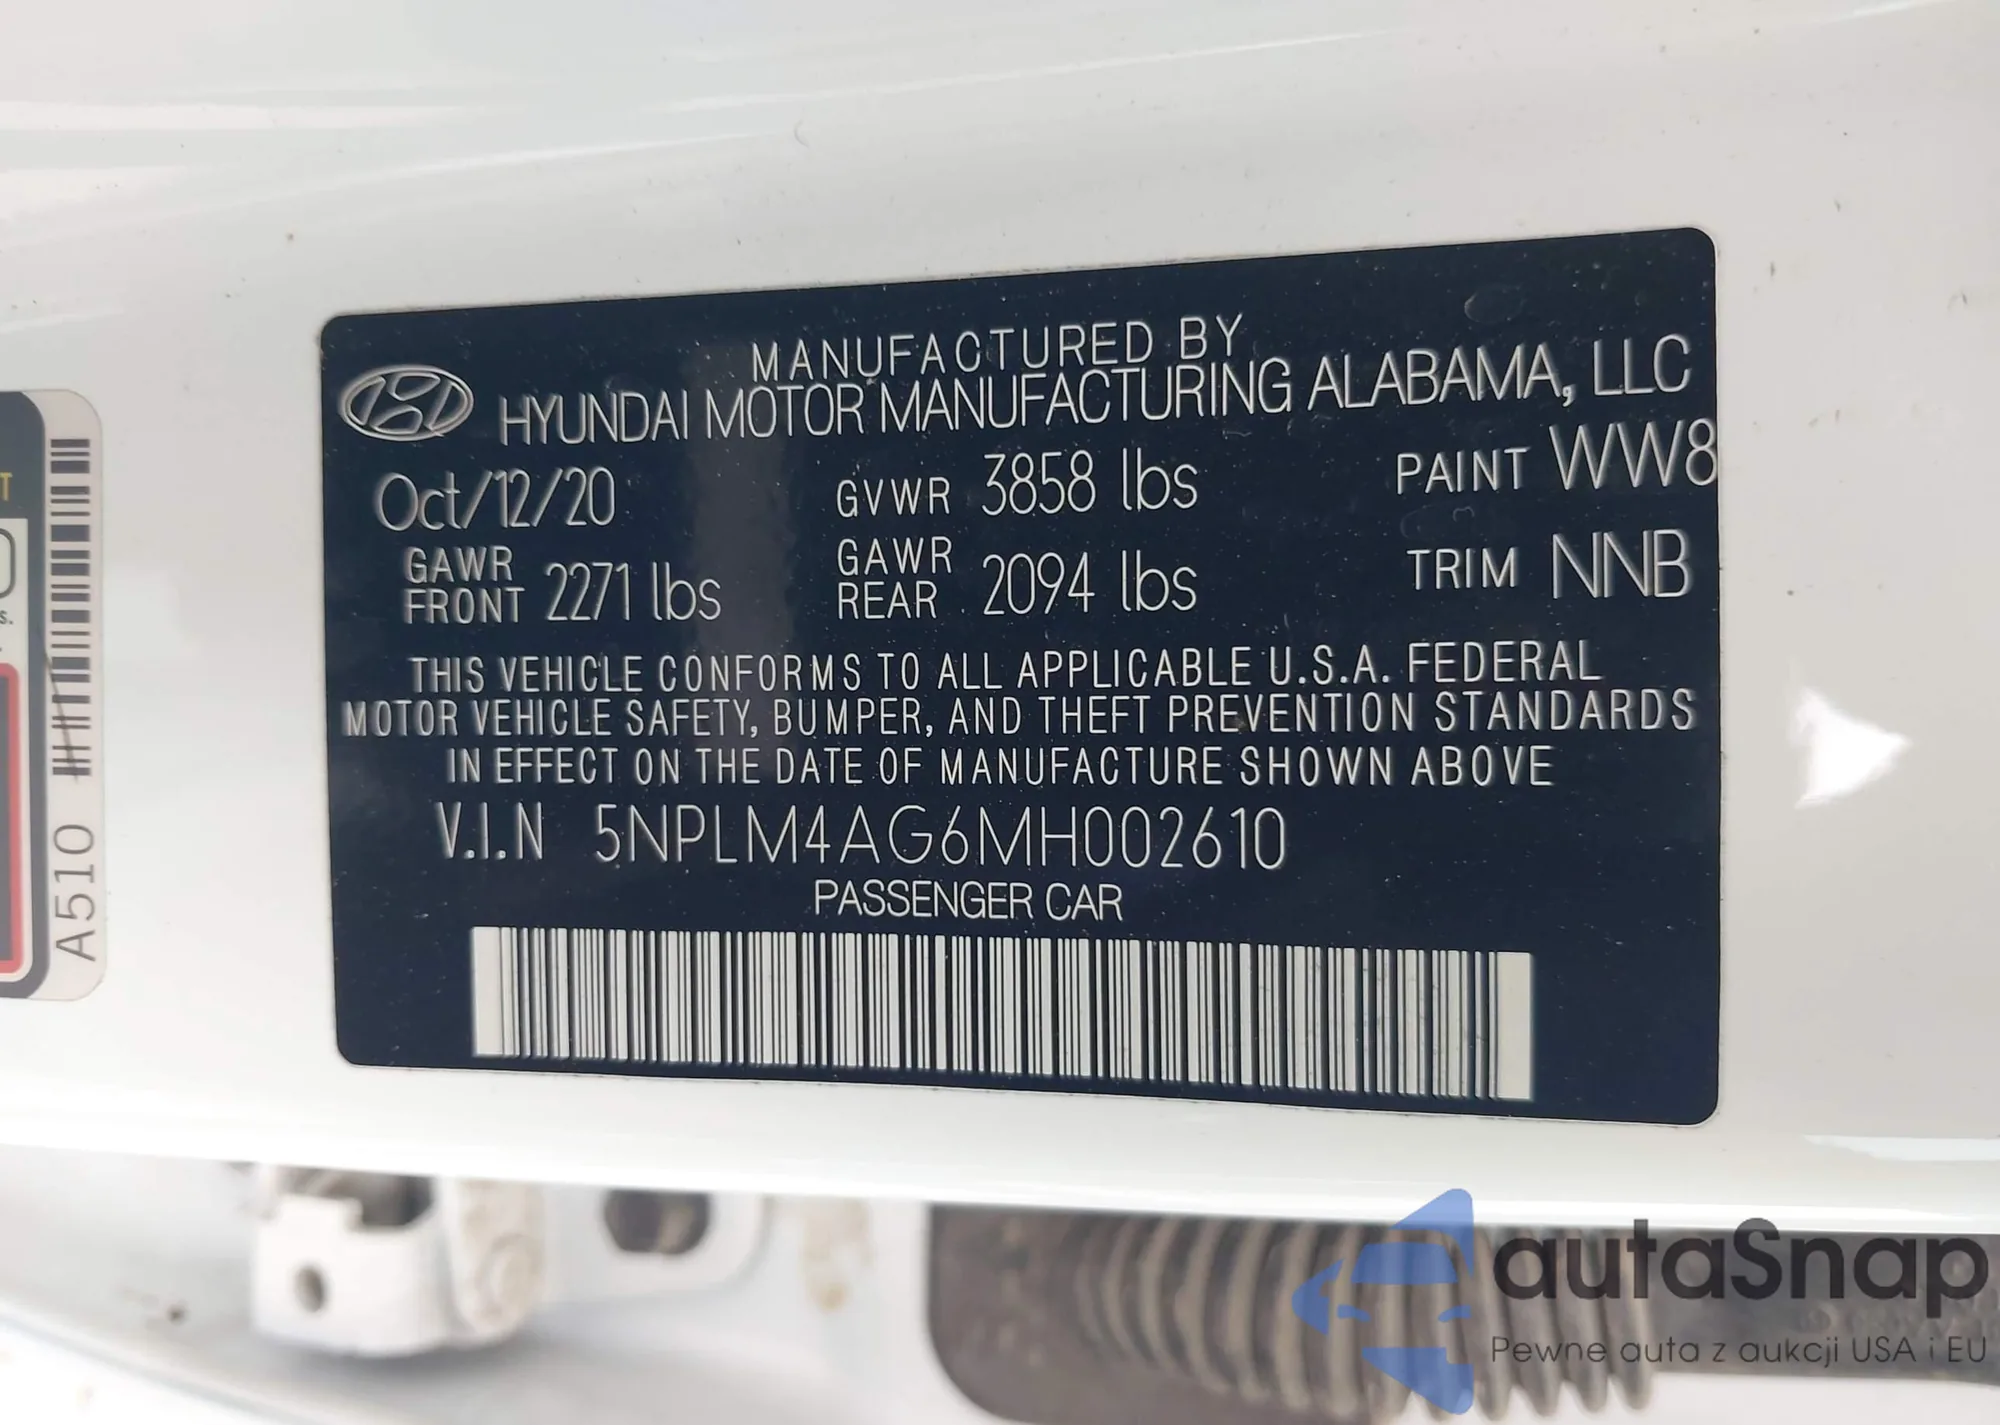 MANUFACTURED BY
HYUNDAI MOTOR MANUFACTURING ALABAMA, LLC
Oct/12/20 GVWR 3858 lbs PAINT WW8
GAWR FRONT 2271 lbs GAWR REAR 2094 lbs TRIM NNB
THIS VEHICLE CONFORMS TO ALL APPLICABLE U.S.A. FEDERAL
MOTOR VEHICLE SAFETY, BUMPER, AND THEFT PREVENTION STANDARDS
IN EFFECT ON THE DATE OF MANUFACTURE SHOWN ABOVE
V.I.N 5NPLM4AG6MH002610
PASSENGER CAR
A510
autaSnap
Pewne auta z aukcji USA i EU